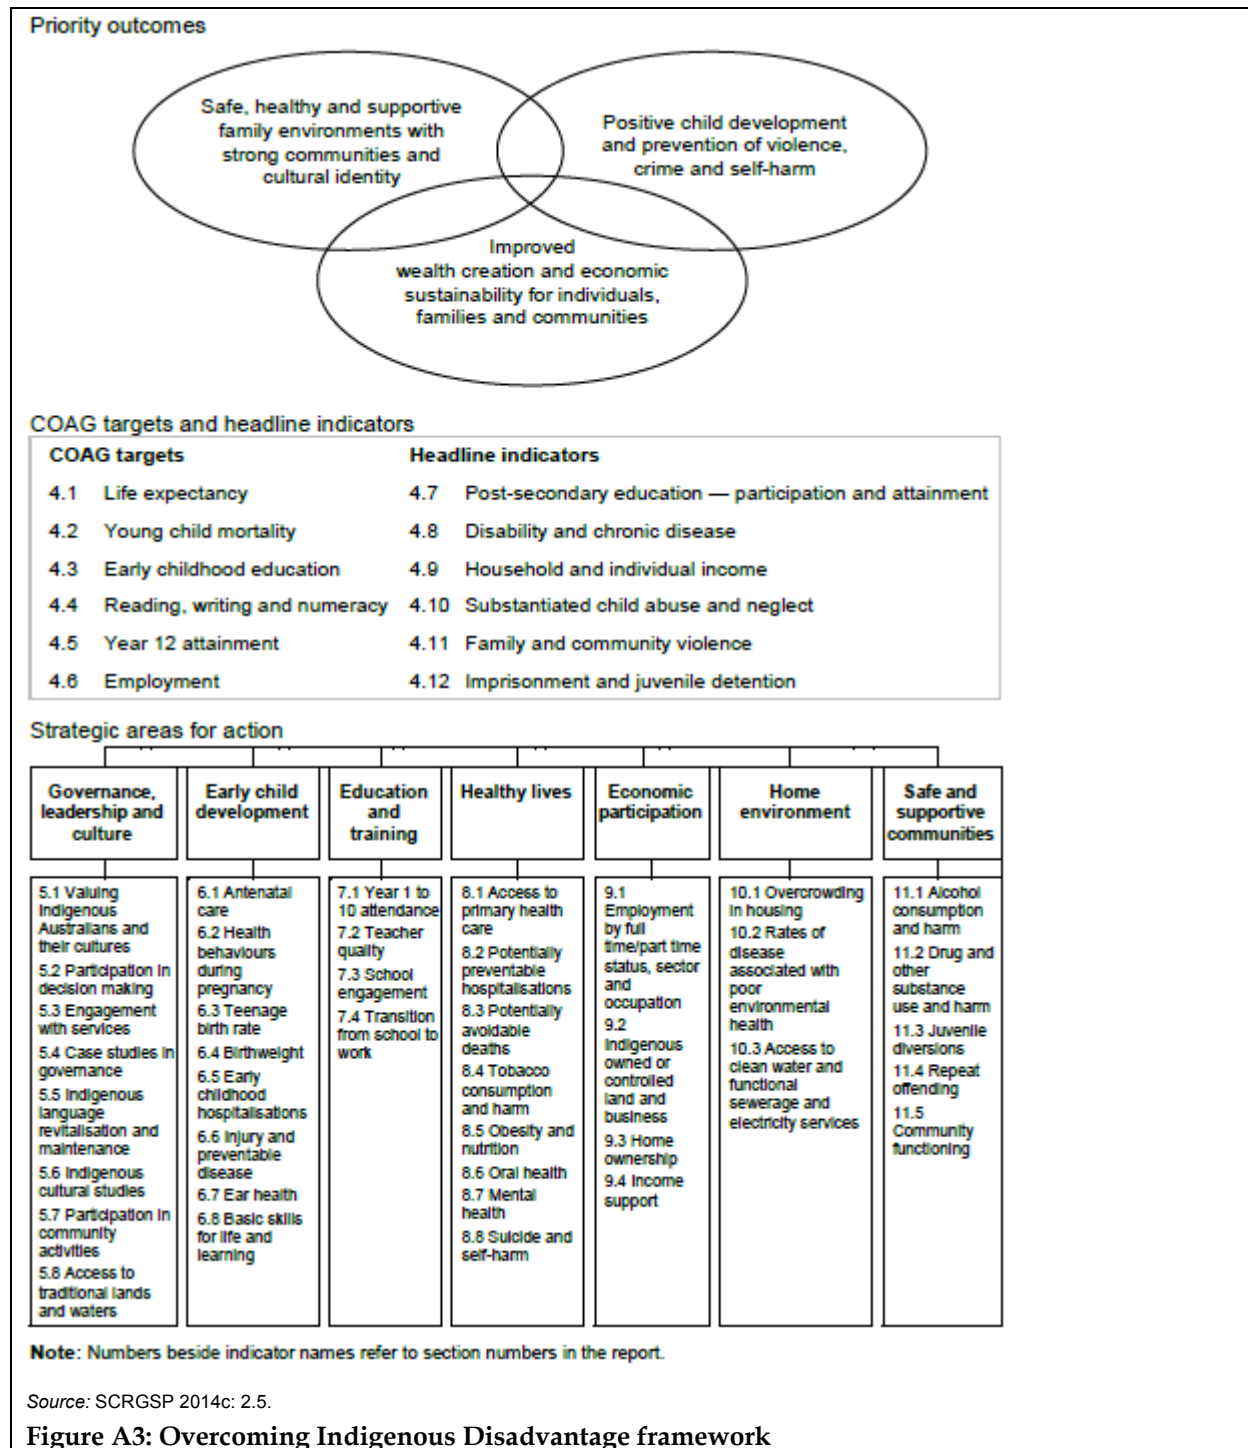 Priority outcomes
Safe, healthy and supportive
family environments with
strong communities and
cultural identity
Positive child development
and prevention of violence,
crime and self-harm
Improved
wealth creation and economic
sustainability for individuals,
families and communities
COAG targets and headline indicators
COAG targets
Headline indicators
4.1 Life expectancy
4.7 Post-secondary education — participation and attainment
4.2 Young child mortality
4.8 Disability and chronic disease
4.3 Early childhood education
4.9 Household and individual income
4.4 Reading, writing and numeracy
4.10 Substantiated child abuse and neglect
4.5 Year 12 attainment
4.11 Family and community violence
4.6 Employment
4.12 Imprisonment and juvenile detention
Strategic areas for action
Governance,
leadership and
culture
Early child
development
Education
and
training
Healthy lives
Economic
participation
Home
environment
Safe and
supportive
communities
5.1 Valuing
Indigenous
Australians and
their cultures
5.2 Participation in
decision making
5.3 Engagement
with services
5.4 Case studies in
governance
5.5 Indigenous
language
revitalisation and
maintenance
5.6 Indigenous
cultural studies
5.7 Participation in
community
activities
5.8 Access to
traditional lands
and waters
6.1 Antenatal
care
6.2 Health
behaviours
during
pregnancy
6.3 Teenage
birth rate
6.4 Birthweight
6.5 Early
childhood
hospitalisations
6.6 Injury and
preventable
disease
6.7 Ear health
6.8 Basic skills
for life and
learning
7.1 Year 1 to
10 attendance
7.2 Teacher
quality
7.3 School
engagement
7.4 Transition
from school to
work
8.1 Access to
primary health
care
8.2 Potentially
preventable
hospitalisations
8.3 Potentially
avoidable
deaths
8.4 Tobacco
consumption
and harm
8.5 Obesity and
nutrition
8.6 Oral health
8.7 Mental
health
8.8 Suicide and
self-harm
9.1
Employment
by full
time/part time
status, sector
and
occupation
9.2
Indigenous
owned or
controlled
land and
business
9.3 Home
ownership
9.4 Income
support
10.1 Overcrowding
in housing
10.2 Rates of
disease
associated with
poor
environmental
health
10.3 Access to
clean water and
functional
sewerage and
electricity services
11.1 Alcohol
consumption
and harm
11.2 Drug and
other
substance
use and harm
11.3 Juvenile
diversions
11.4 Repeat
offending
11.5
Community
functioning
Note: Numbers beside indicator names refer to section numbers in the report.
Source: SCRGSP 2014c: 2.5.
Figure A3: Overcoming Indigenous Disadvantage framework